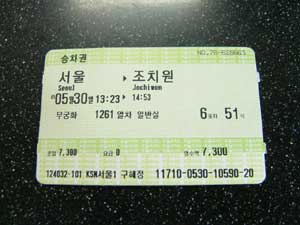 승차권
서울 → 조치원
Seoul Jochiwon
05월30일 13:23 → 14:53
무궁화 1261 열차 일반실 6호차 51석
운임 7,300 요금 0 영수액 7,300
124032-101 KSN서울1 구혜정 11710-0530-10590-20